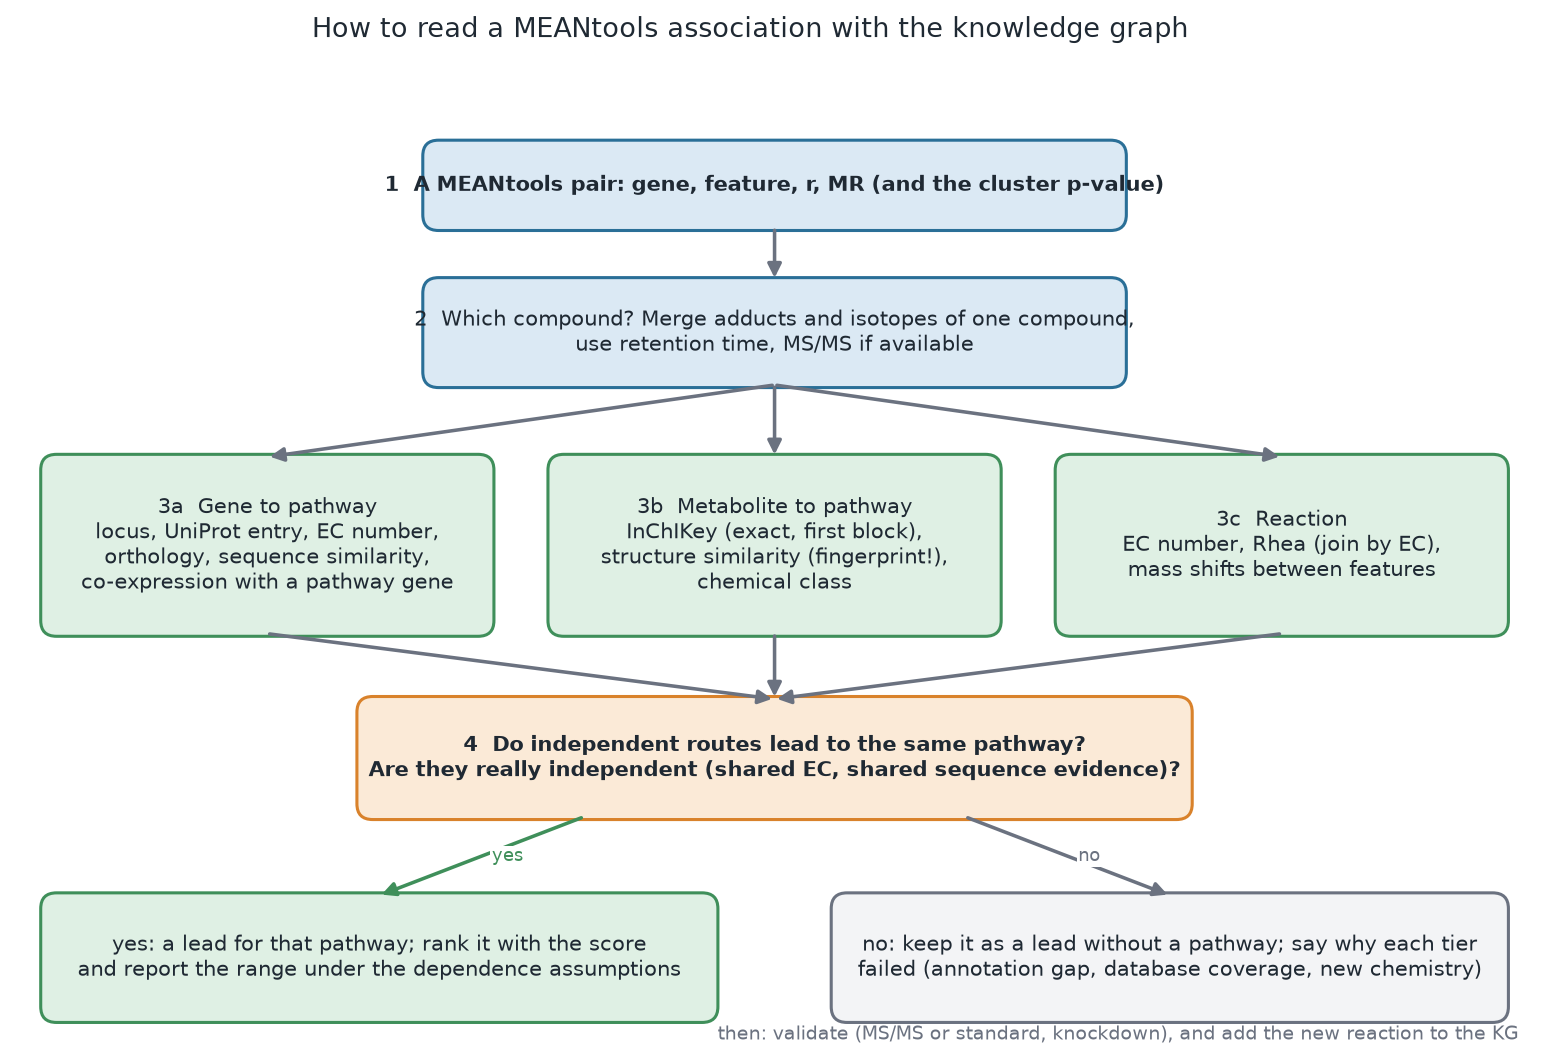 How to read a MEANtools association with the knowledge graph
1 A MEANtools pair: gene, feature, r, MR (and the cluster p-value)
2 Which compound? Merge adducts and isotopes of one compound,
use retention time, MS/MS if available
3a Gene to pathway
locus, UniProt entry, EC number,
orthology, sequence similarity,
co-expression with a pathway gene
3b Metabolite to pathway
InChIKey (exact, first block),
structure similarity (fingerprint!),
chemical class
3c Reaction
EC number, Rhea (join by EC),
mass shifts between features
4 Do independent routes lead to the same pathway?
Are they really independent (shared EC, shared sequence evidence)?
yes
no
yes: a lead for that pathway; rank it with the score
and report the range under the dependence assumptions
no: keep it as a lead without a pathway; say why each tier
failed (annotation gap, database coverage, new chemistry)
then: validate (MS/MS or standard, knockdown), and add the new reaction to the KG